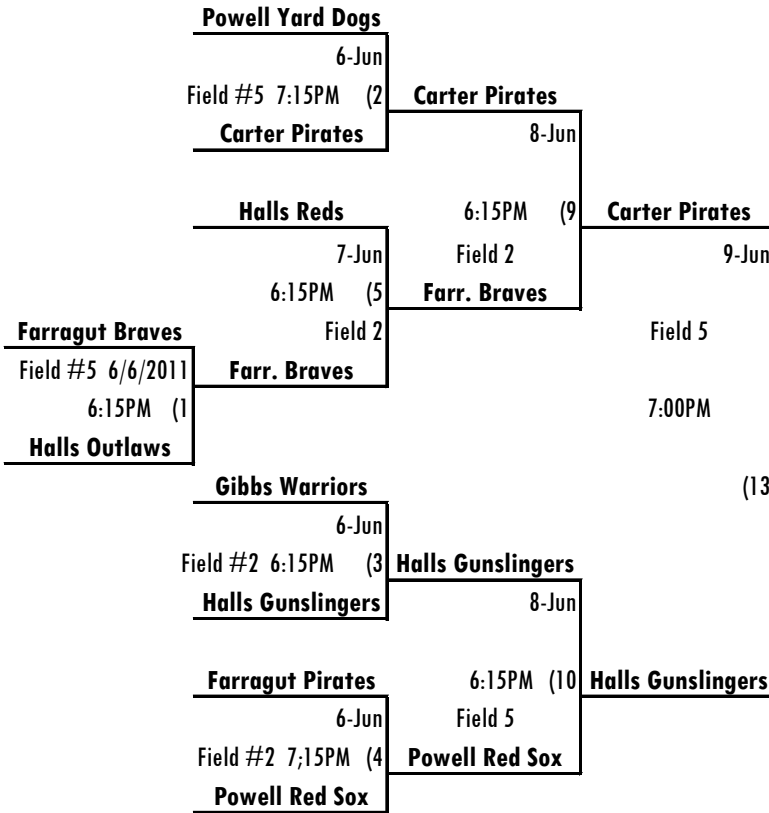 Powell Yard Dogs
6-Jun
Field #5 7:15PM (2 Carter Pirates
Carter Pirates 8-Jun
Halls Reds 6:15PM (9 Carter Pirates
7-Jun Field 2 9-Jun
6:15PM (5 Farr. Braves
Farragut Braves Field 2 Field 5
Field #5 6/6/2011 Farr. Braves
6:15PM (1 7:00PM
Halls Outlaws
Gibbs Warriors (13
6-Jun
Field #2 6:15PM (3 Halls Gunslingers
Halls Gunslingers 8-Jun
Farragut Pirates 6:15PM (10 Halls Gunslingers
6-Jun Field 5
Field #2 7;15PM (4 Powell Red Sox
Powell Red Sox